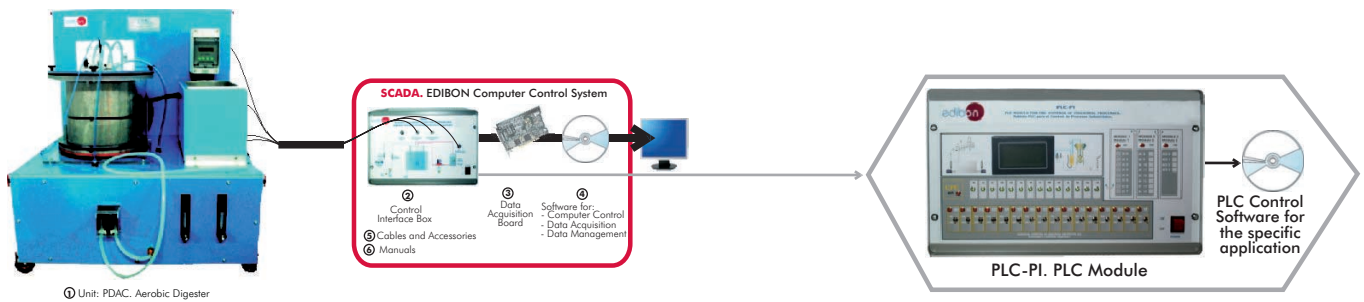 SCADA. EDIBON Computer Control System
②
Control
Interface Box
③
Data
Acquisition
Board
④
Software for:
- Computer Control
- Data Acquisition
- Data Management
⑤ Cables and Accessories
⑥ Manuals
① Unit: PDAC. Aerobic Digester
edibon
PLC-PI
PLC-PI. PLC Module
PLC Control
Software for
the specific
application